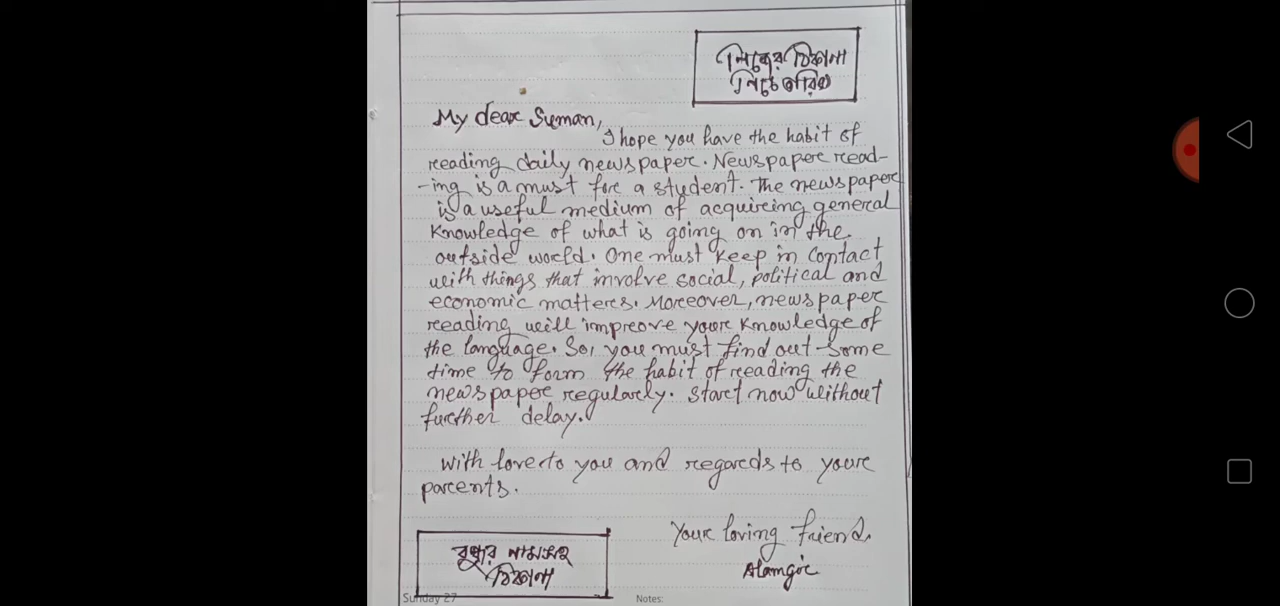 নিজের ঠিকানা
নিচে তারিখ
My dear Suman,
I hope you have the habit of
reading daily newspaper. Newspaper read-
-ing is a must for a student. The newspaper
is a useful medium of acquiring general
knowledge of what is going on in the
outside world. One must keep in contact
with things that involve social, political and
economic matters. Moreover, newspaper
reading will improve your knowledge of
the language. So, you must find out some
time to form the habit of reading the
newspaper regularly. Start now without
further delay.
With love to you and regards to your
parents.
Your loving friend,
Alamgir
বন্ধুর নামসহ
ঠিকানা
Sunday 27
Notes: